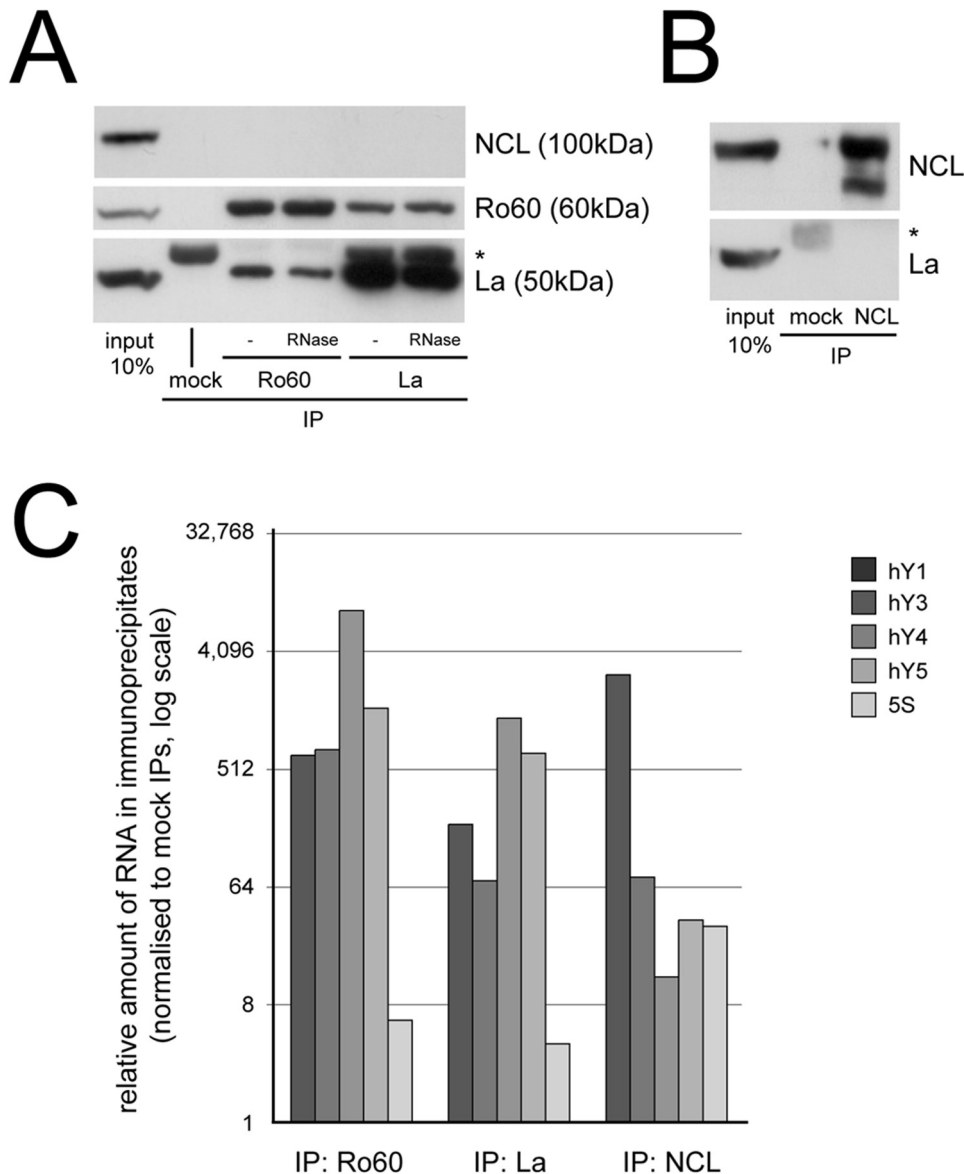 A
NCL (100kDa)
Ro60 (60kDa)
*
La (50kDa)
input
10%
mock
- RNase - RNase
Ro60 La
IP
B
NCL
*
La
input
10%
mock NCL
IP
C
relative amount of RNA in immunoprecipitates
(normalised to mock IPs, log scale)
32,768
4,096
512
64
8
1
IP: Ro60 IP: La IP: NCL
hY1
hY3
hY4
hY5
5S